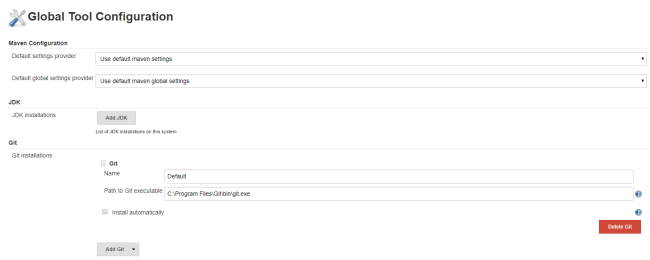 Global Tool Configuration
Maven Configuration
Default settings provider
Use default maven settings
Default global settings provider
Use default maven global settings
JDK
JDK installations
Add JDK
List of JDK installations on this system
Git
Git installations
Git
Name
Default
Path to Git executable
C:\Program Files\Git\bin\git.exe
Install automatically
Delete Git
Add Git